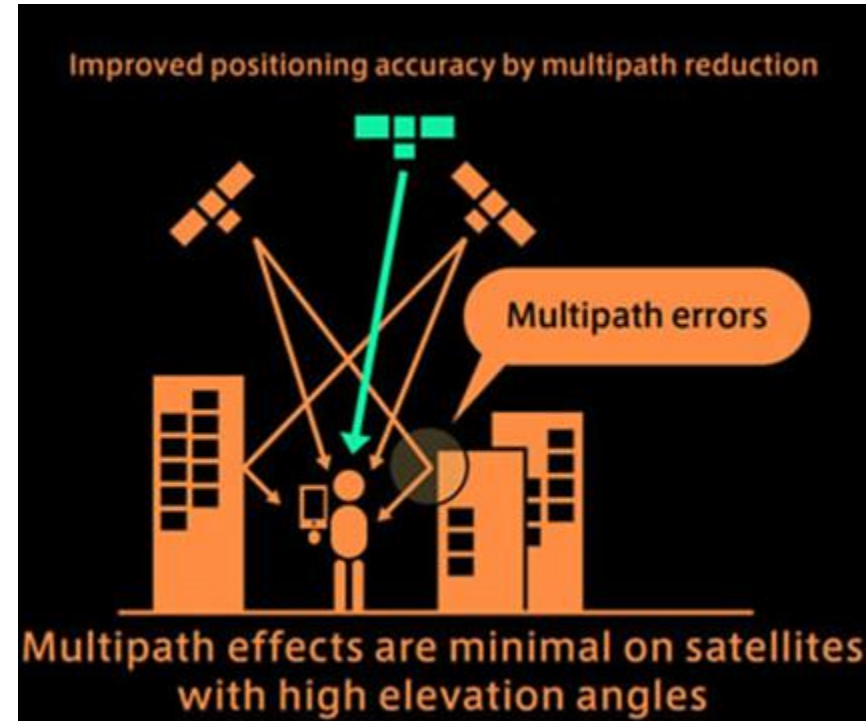 Improved positioning accuracy by multipath reduction
Multipath errors
Multipath effects are minimal on satellites
with high elevation angles